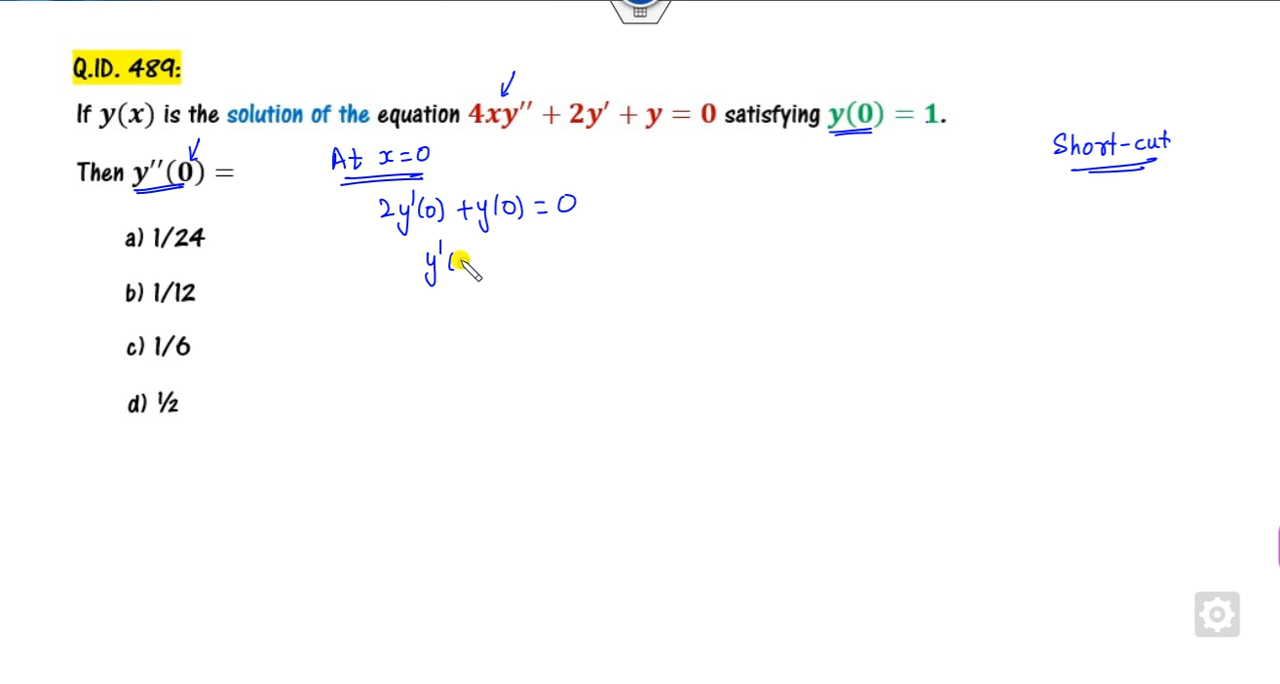 Q.ID. 489:
If y(x) is the solution of the equation 4xy'' + 2y' + y = 0 satisfying y(0) = 1.
Short-cut
Then y''(0) =
At x=0
2y'(0) + y(0) = 0
a) 1/24
y'(
b) 1/12
c) 1/6
d) ½